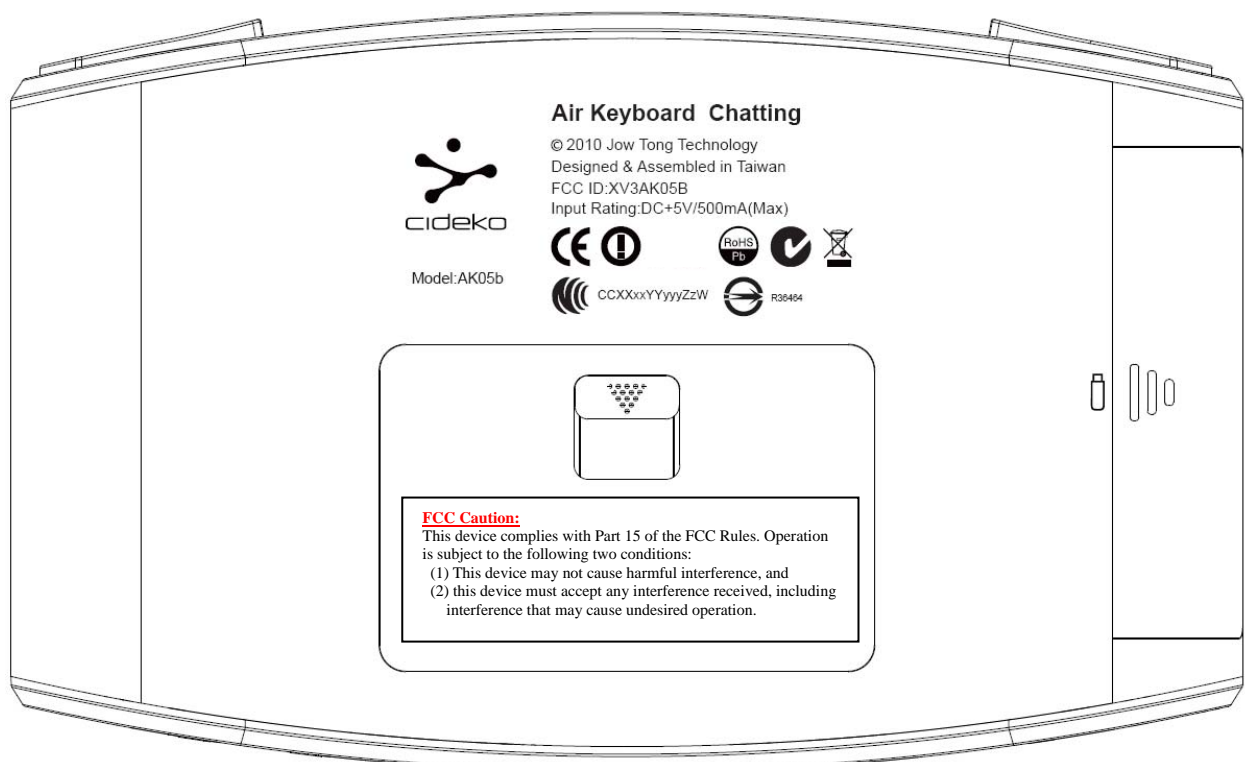 Air Keyboard Chatting
© 2010 Jow Tong Technology
Designed & Assembled in Taiwan
FCC ID:XV3AK05B
Input Rating:DC+5V/500mA(Max)
cideko
Model:AK05b
CE
RoHS
Pb
CCXXxxYYyyyZzW
R36464
FCC Caution:
This device complies with Part 15 of the FCC Rules. Operation
is subject to the following two conditions:
(1) This device may not cause harmful interference, and
(2) this device must accept any interference received, including
interference that may cause undesired operation.